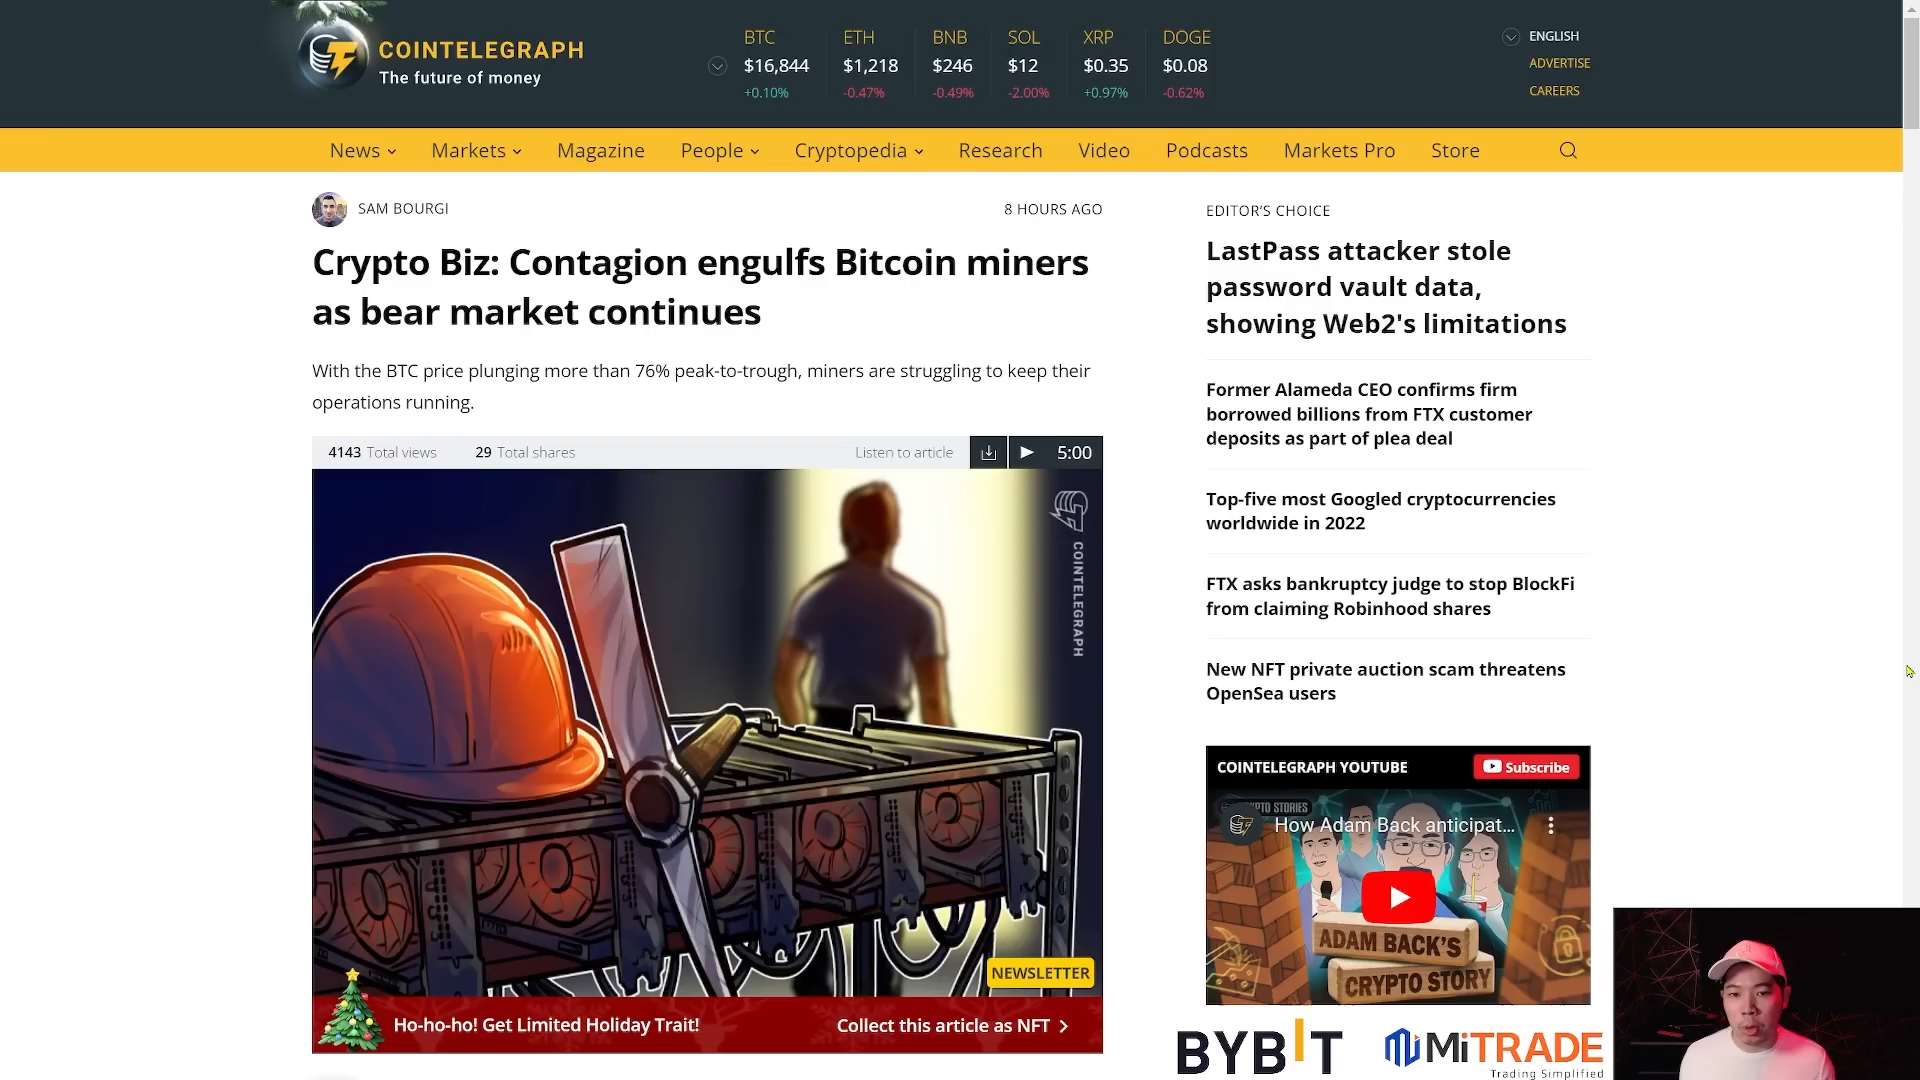 COINTELEGRAPH
The future of money
BTC
$16,844
+0.10%
ETH
$1,218
-0.47%
BNB
$246
-0.49%
SOL
$12
-2.00%
XRP
$0.35
+0.97%
DOGE
$0.08
-0.62%
ENGLISH
ADVERTISE
CAREERS
News
Markets
Magazine
People
Cryptopedia
Research
Video
Podcasts
Markets Pro
Store
SAM BOURGI
8 HOURS AGO
Crypto Biz: Contagion engulfs Bitcoin miners
as bear market continues
With the BTC price plunging more than 76% peak-to-trough, miners are struggling to keep their
operations running.
4143 Total views
29 Total shares
Listen to article
5:00
COINTELEGRAPH
NEWSLETTER
Ho-ho-ho! Get Limited Holiday Trait!
Collect this article as NFT
EDITOR'S CHOICE
LastPass attacker stole
password vault data,
showing Web2's limitations
Former Alameda CEO confirms firm
borrowed billions from FTX customer
deposits as part of plea deal
Top-five most Googled cryptocurrencies
worldwide in 2022
FTX asks bankruptcy judge to stop BlockFi
from claiming Robinhood shares
New NFT private auction scam threatens
OpenSea users
COINTELEGRAPH YOUTUBE
Subscribe
STORIES
How Adam Back anticipat...
ADAM BACK'S
CRYPTO STORY
BYBIT
MiTRADE
Trading Simplified